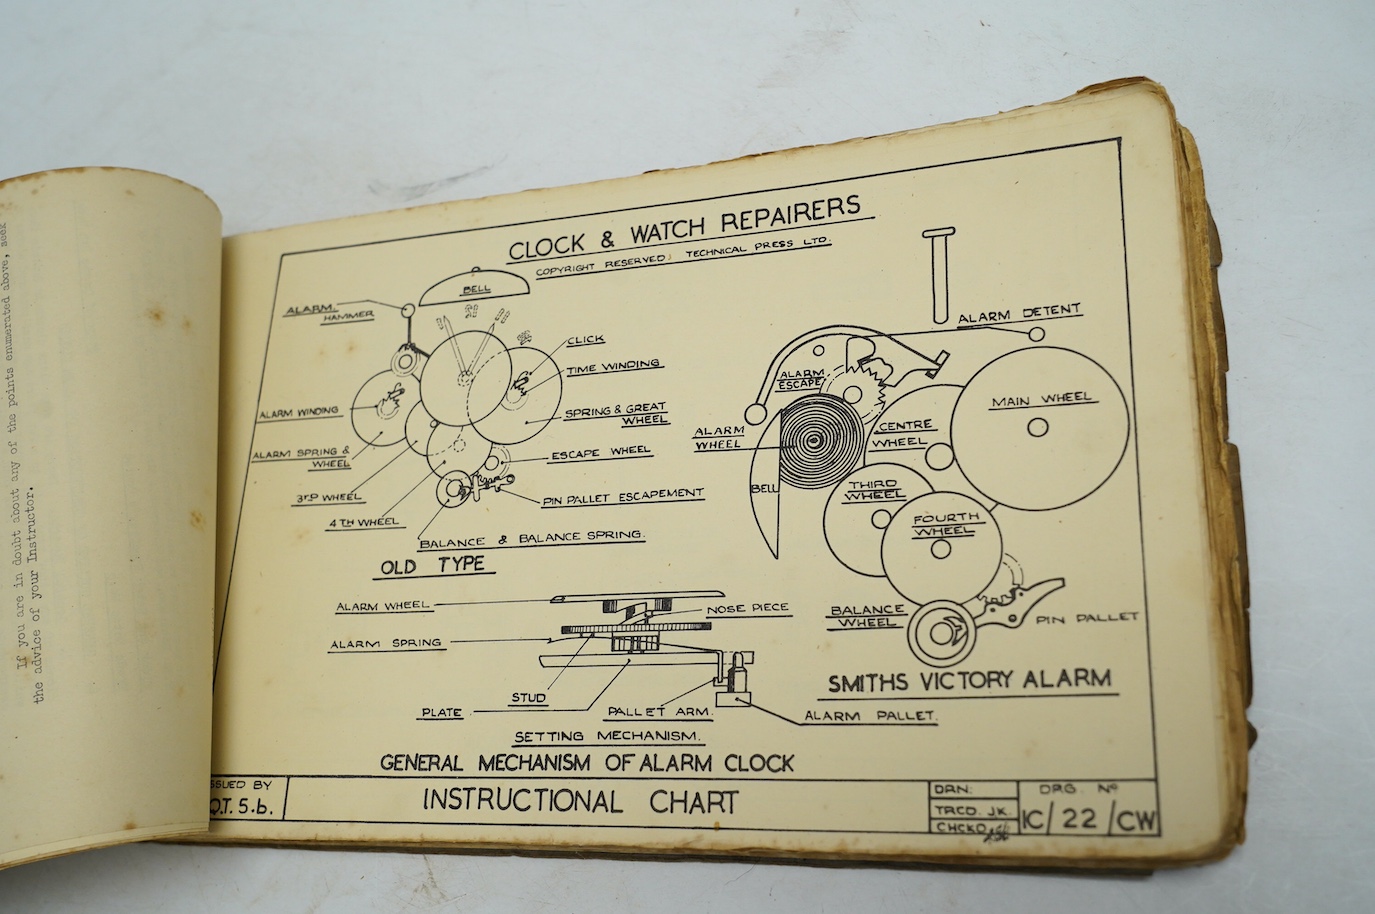 If you are in doubt about any of the points enumerated above, seek
the advice of your Instructor.
CLOCK & WATCH REPAIRERS
COPYRIGHT RESERVED, TECHNICAL PRESS LTD.
ALARM
HAMMER
BELL
CLICK
TIME WINDING
ALARM WINDING
SPRING & GREAT
WHEEL
ALARM SPRING &
WHEEL
ESCAPE WHEEL
3RD WHEEL
PIN PALLET ESCAPEMENT
4TH WHEEL
BALANCE & BALANCE SPRING.
OLD TYPE
ALARM DETENT
ALARM
ESCAPE
MAIN WHEEL
ALARM
WHEEL
CENTRE
WHEEL
BELL
THIRD
WHEEL
FOURTH
WHEEL
BALANCE
WHEEL
PIN PALLET
SMITHS VICTORY ALARM
ALARM WHEEL
NOSE PIECE
ALARM SPRING
STUD
PLATE
PALLET ARM.
ALARM PALLET.
SETTING MECHANISM.
GENERAL MECHANISM OF ALARM CLOCK
SSUED BY
Q.T. 5.b.
INSTRUCTIONAL CHART
DRN:
TRCD. JK.
CHCKD
DRG. No
IC/22/CW